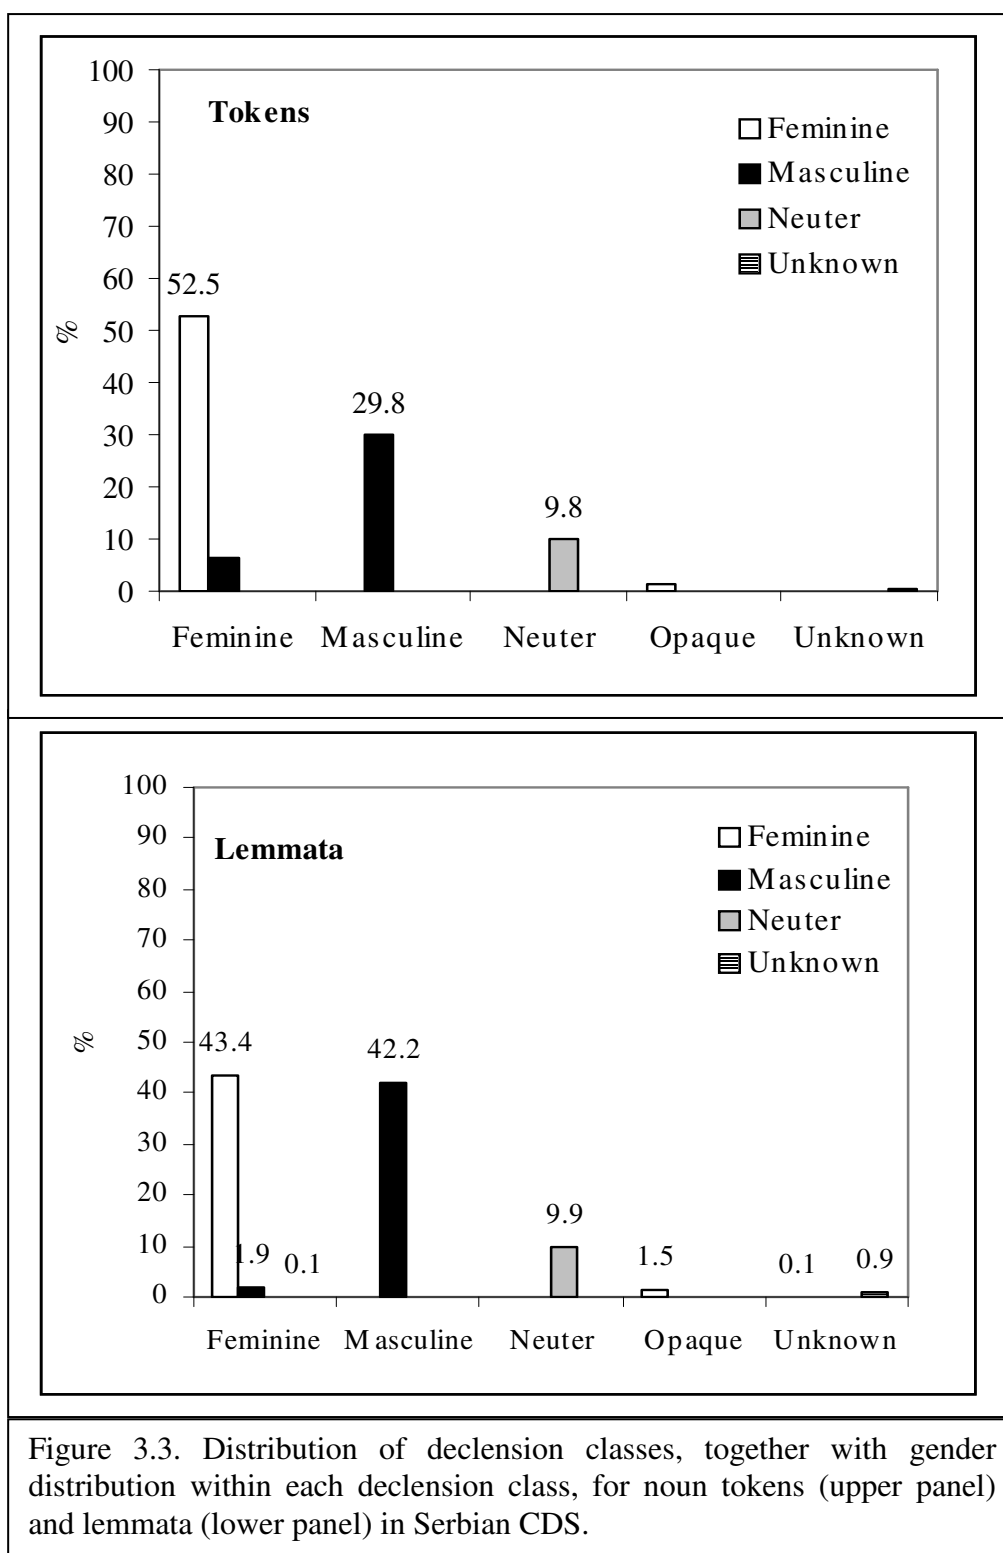 100
90
80
70
60
50
40
30
20
10
0
%
Tokens
Feminine
Masculine
Neuter
Unknown
52.5
29.8
9.8
Feminine Masculine Neuter Opaque Unknown
100
90
80
70
60
50
40
30
20
10
0
%
Lemmata
Feminine
Masculine
Neuter
Unknown
43.4
1.9
0.1
42.2
9.9
1.5
0.1
0.9
Feminine Masculine Neuter Opaque Unknown
Figure 3.3. Distribution of declension classes, together with gender
distribution within each declension class, for noun tokens (upper panel)
and lemmata (lower panel) in Serbian CDS.